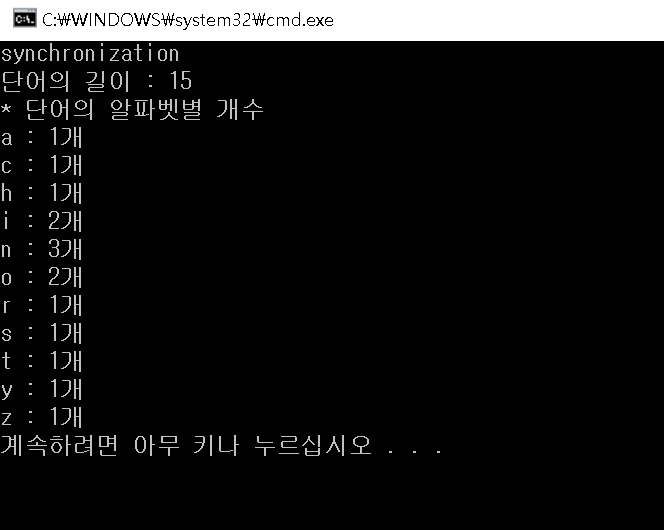 C:\WINDOWS\system32\cmd.exe
synchronization
단어의 길이 : 15
* 단어의 알파벳별 개수
a : 1개
c : 1개
h : 1개
i : 2개
n : 3개
o : 2개
r : 1개
s : 1개
t : 1개
y : 1개
z : 1개
계속하려면 아무 키나 누르십시오 . . .